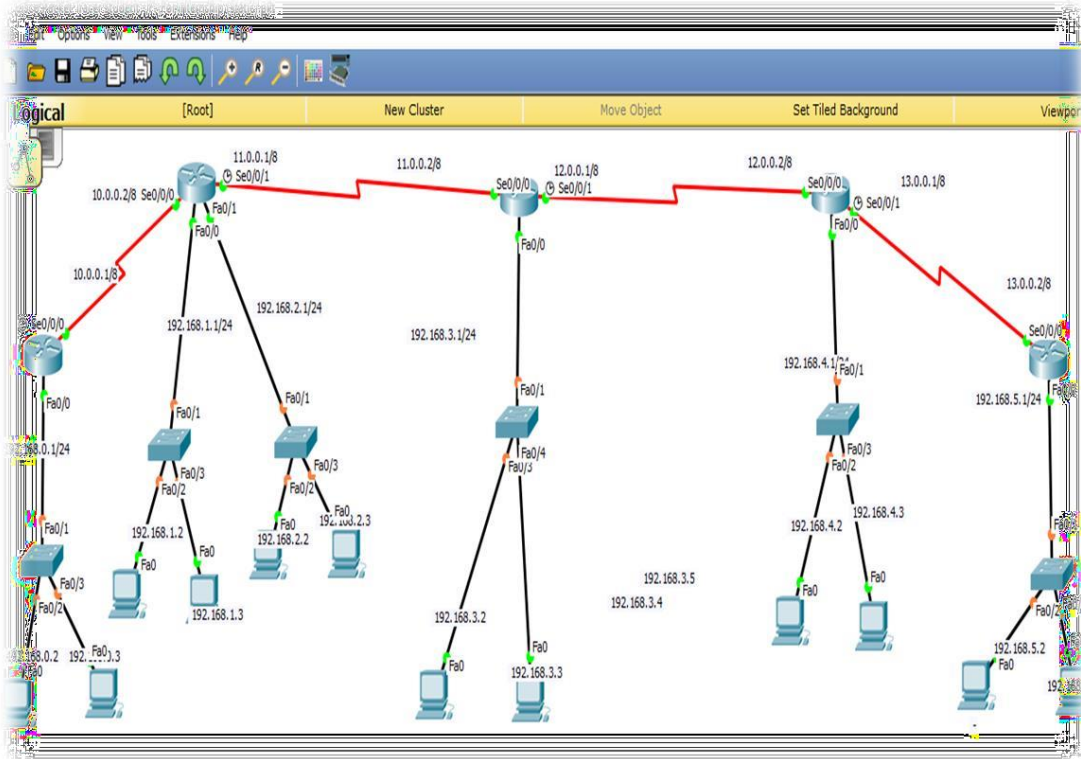 Options View Tools Extensions Help
Logical [Root] New Cluster Move Object Set Tiled Background
11.0.0.1/8 11.0.0.2/8 12.0.0.1/8 12.0.0.2/8 13.0.0.1/8
10.0.0.2/8 Se0/0/0 Se0/0/1 Se0/0/0 Se0/0/1 Se0/0/0 Se0/0/1
Fa0/1
Fa0/0 Fa0/0 Fa0/0
10.0.0.1/8 13.0.0.2/8
192.168.1.1/24 192.168.2.1/24 192.168.3.1/24
Se0/0/0 Se0/0/0
192.168.4.1/24 Fa0/1
Fa0/0 192.168.5.1/24
Fa0/1 Fa0/1 Fa0/1
Fa0/3 Fa0/3 Fa0/4 Fa0/3
Fa0/2 Fa0/2 Fa0/3 Fa0/2
Fa0/1 192.168.1.2 Fa0 Fa0 192.168.4.2 192.168.4.3
192.168.2.2
Fa0 Fa0 Fa0
Fa0/3 192.168.3.5
Fa0/2 192.168.1.3 192.168.3.4 Fa0/2
192.168.3.2 192.168.5.2
Fa0 Fa0 Fa0 Fa0
192.168.3.3